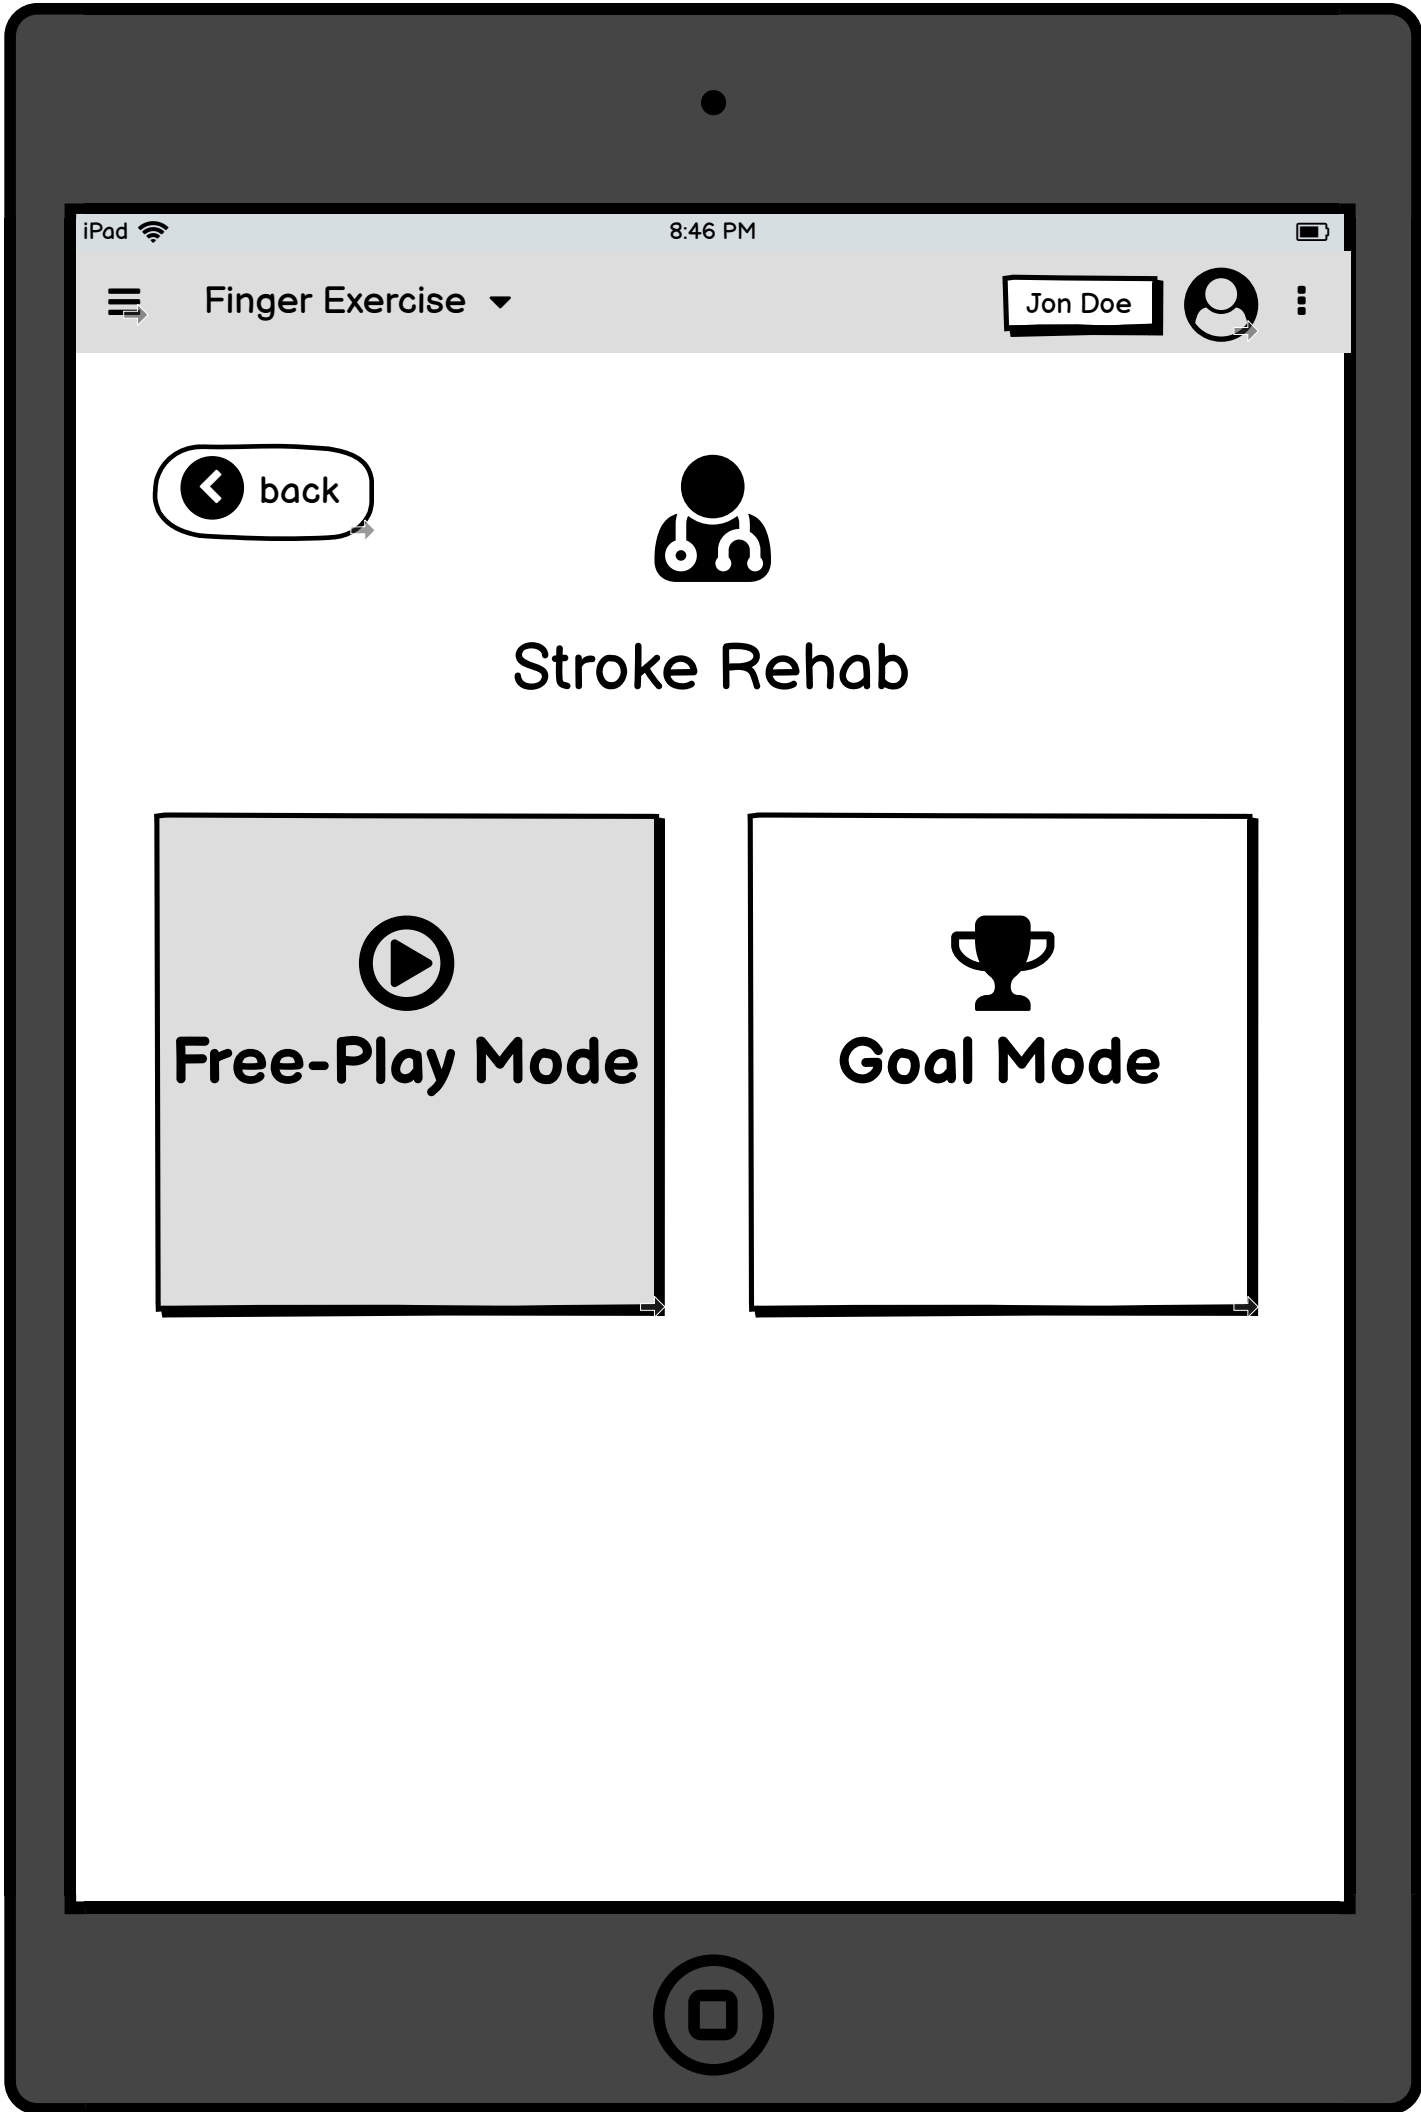 iPad 8:46 PM
Finger Exercise Jon Doe
back
Stroke Rehab
Free-Play Mode Goal Mode